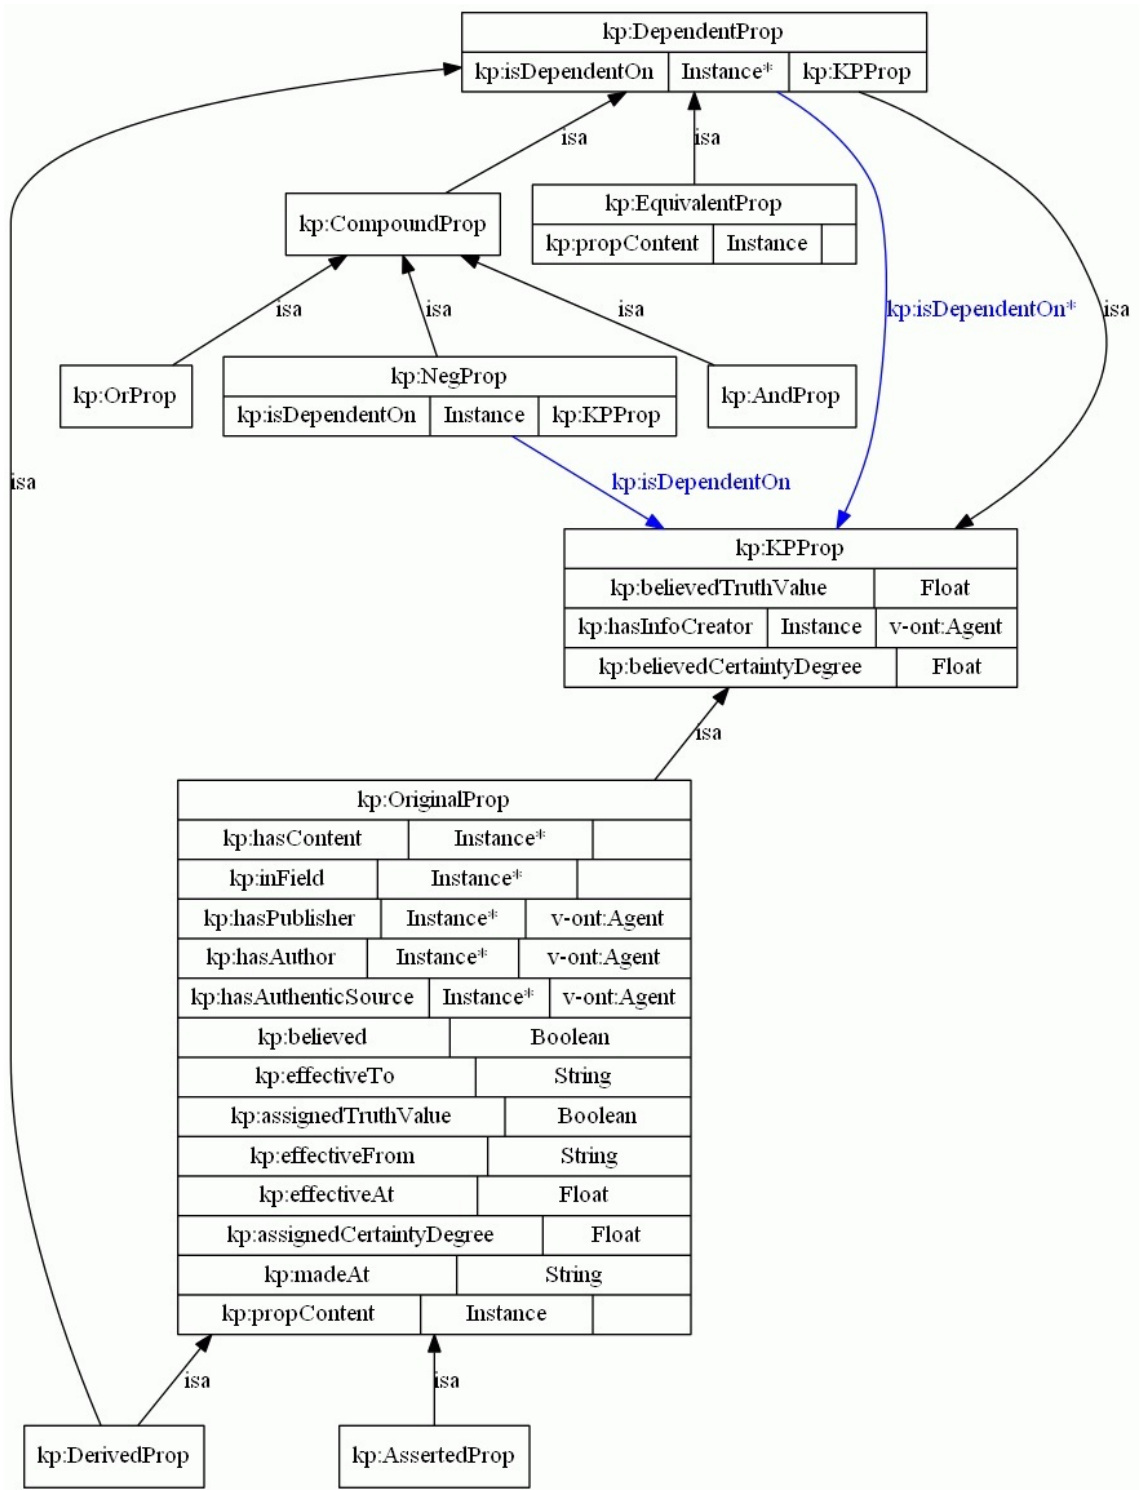 kp:DependentProp
kp:isDependentOn Instance* kp:KPProp
isa
isa
kp:CompoundProp
kp:EquivalentProp
kp:propContent Instance
isa
isa
isa
kp:isDependentOn*
isa
kp:OrProp
kp:NegProp
kp:isDependentOn Instance kp:KPProp
kp:AndProp
isa
kp:isDependentOn
kp:KPProp
kp:believedTruthValue Float
kp:hasInfoCreator Instance v-ont:Agent
kp:believedCertaintyDegree Float
isa
kp:OriginalProp
kp:hasContent Instance*
kp:inField Instance*
kp:hasPublisher Instance* v-ont:Agent
kp:hasAuthor Instance* v-ont:Agent
kp:hasAuthenticSource Instance* v-ont:Agent
kp:believed Boolean
kp:effectiveTo String
kp:assignedTruthValue Boolean
kp:effectiveFrom String
kp:effectiveAt Float
kp:assignedCertaintyDegree Float
kp:madeAt String
kp:propContent Instance
isa
isa
kp:DerivedProp
kp:AssertedProp